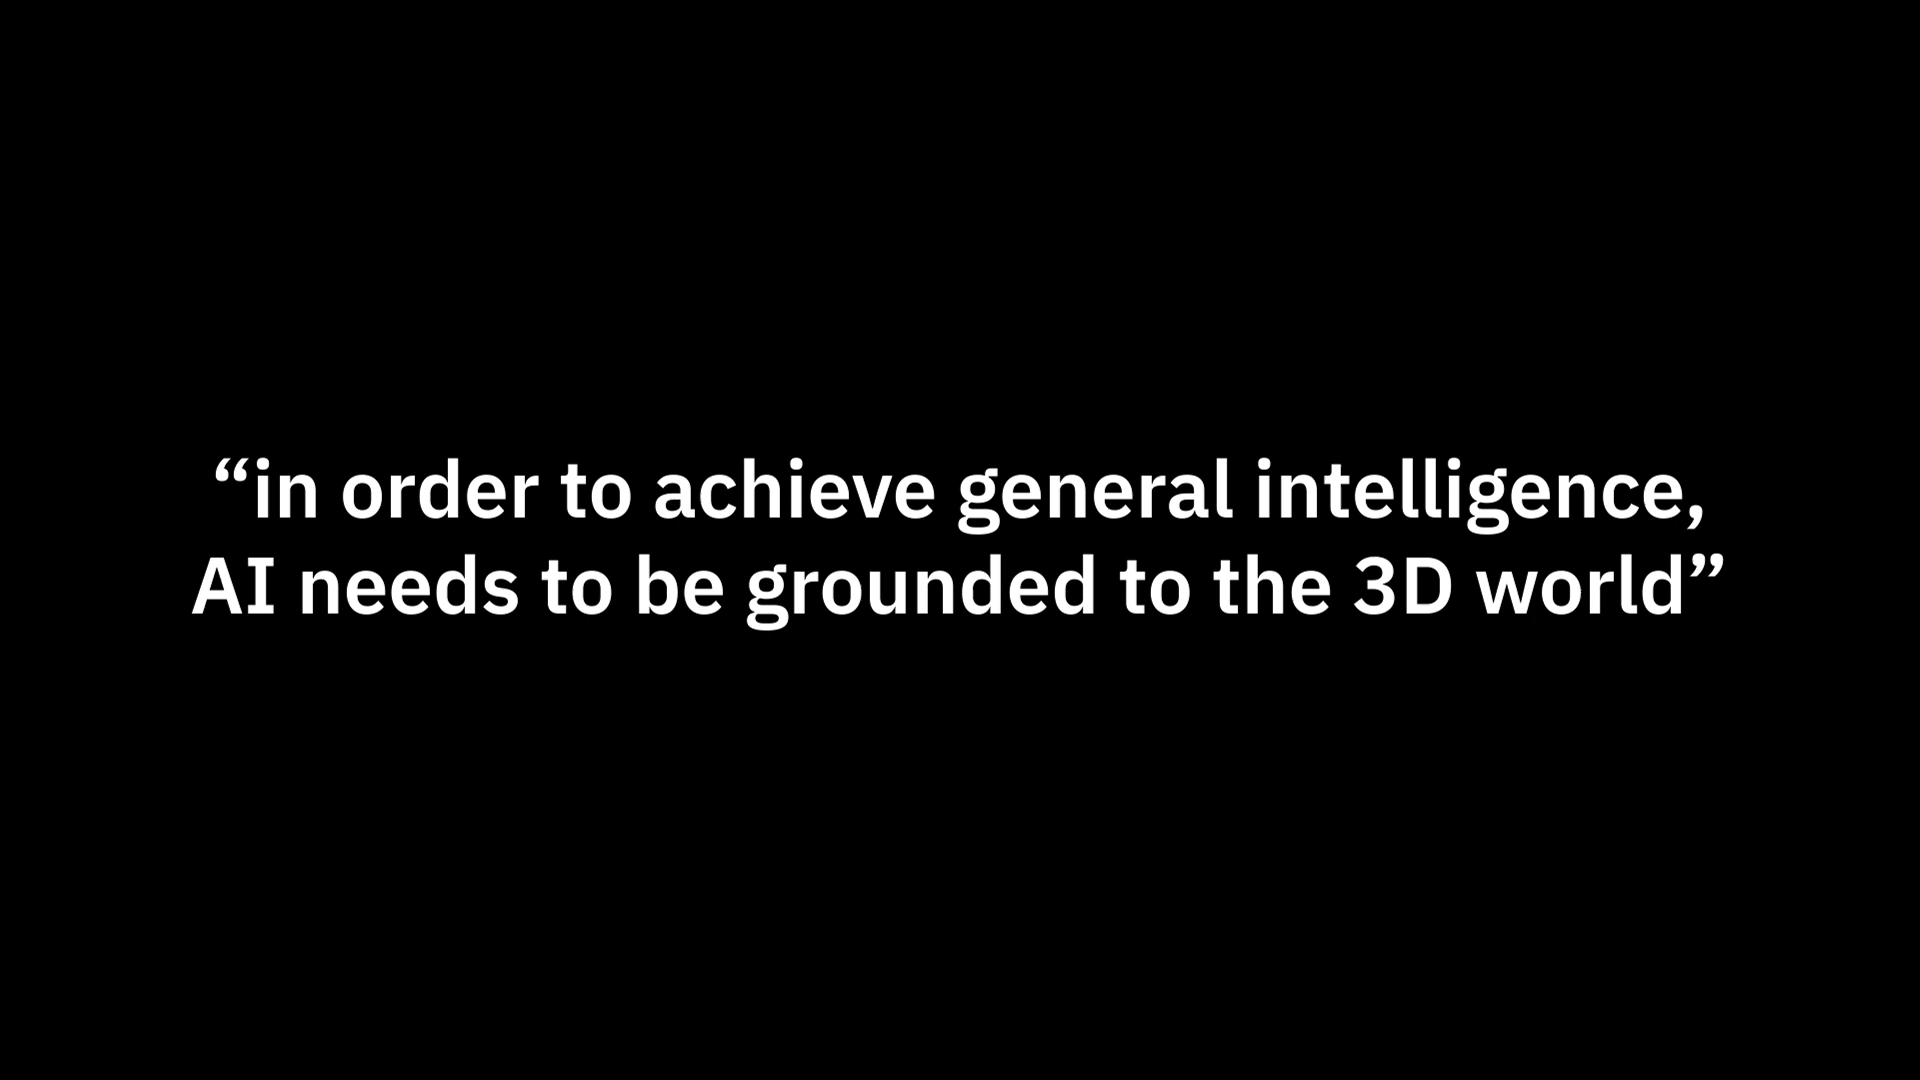 “in order to achieve general intelligence,
AI needs to be grounded to the 3D world”